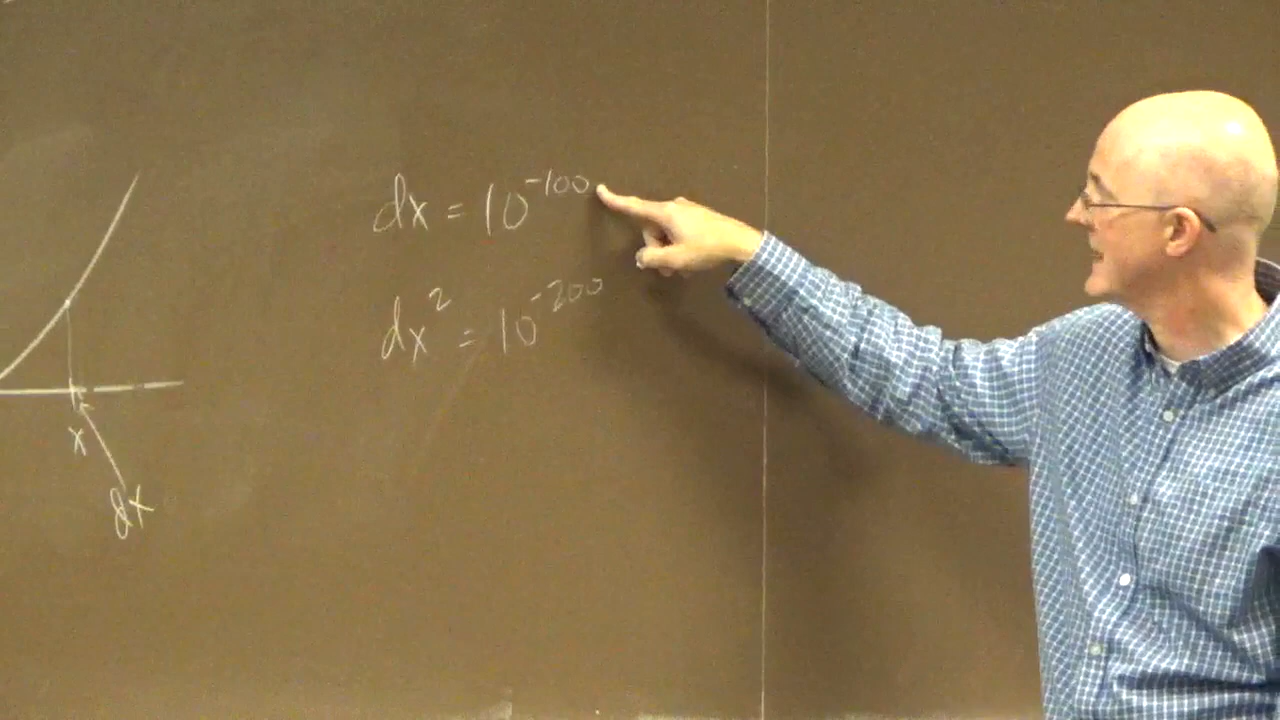 dx = 10^-100
dx^2 = 10^-200
x
dx